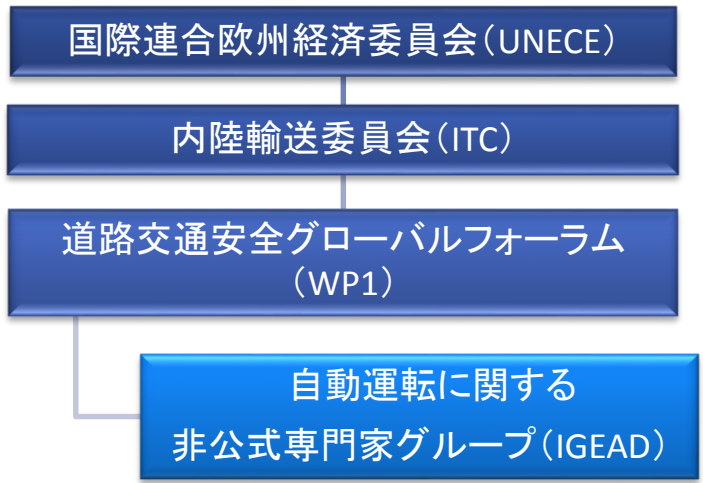 国際連合欧州経済委員会（UNECE）
内陸輸送委員会（ITC）
道路交通安全グローバルフォーラム
（WP1）
自動運転に関する
非公式専門家グループ（IGEAD）